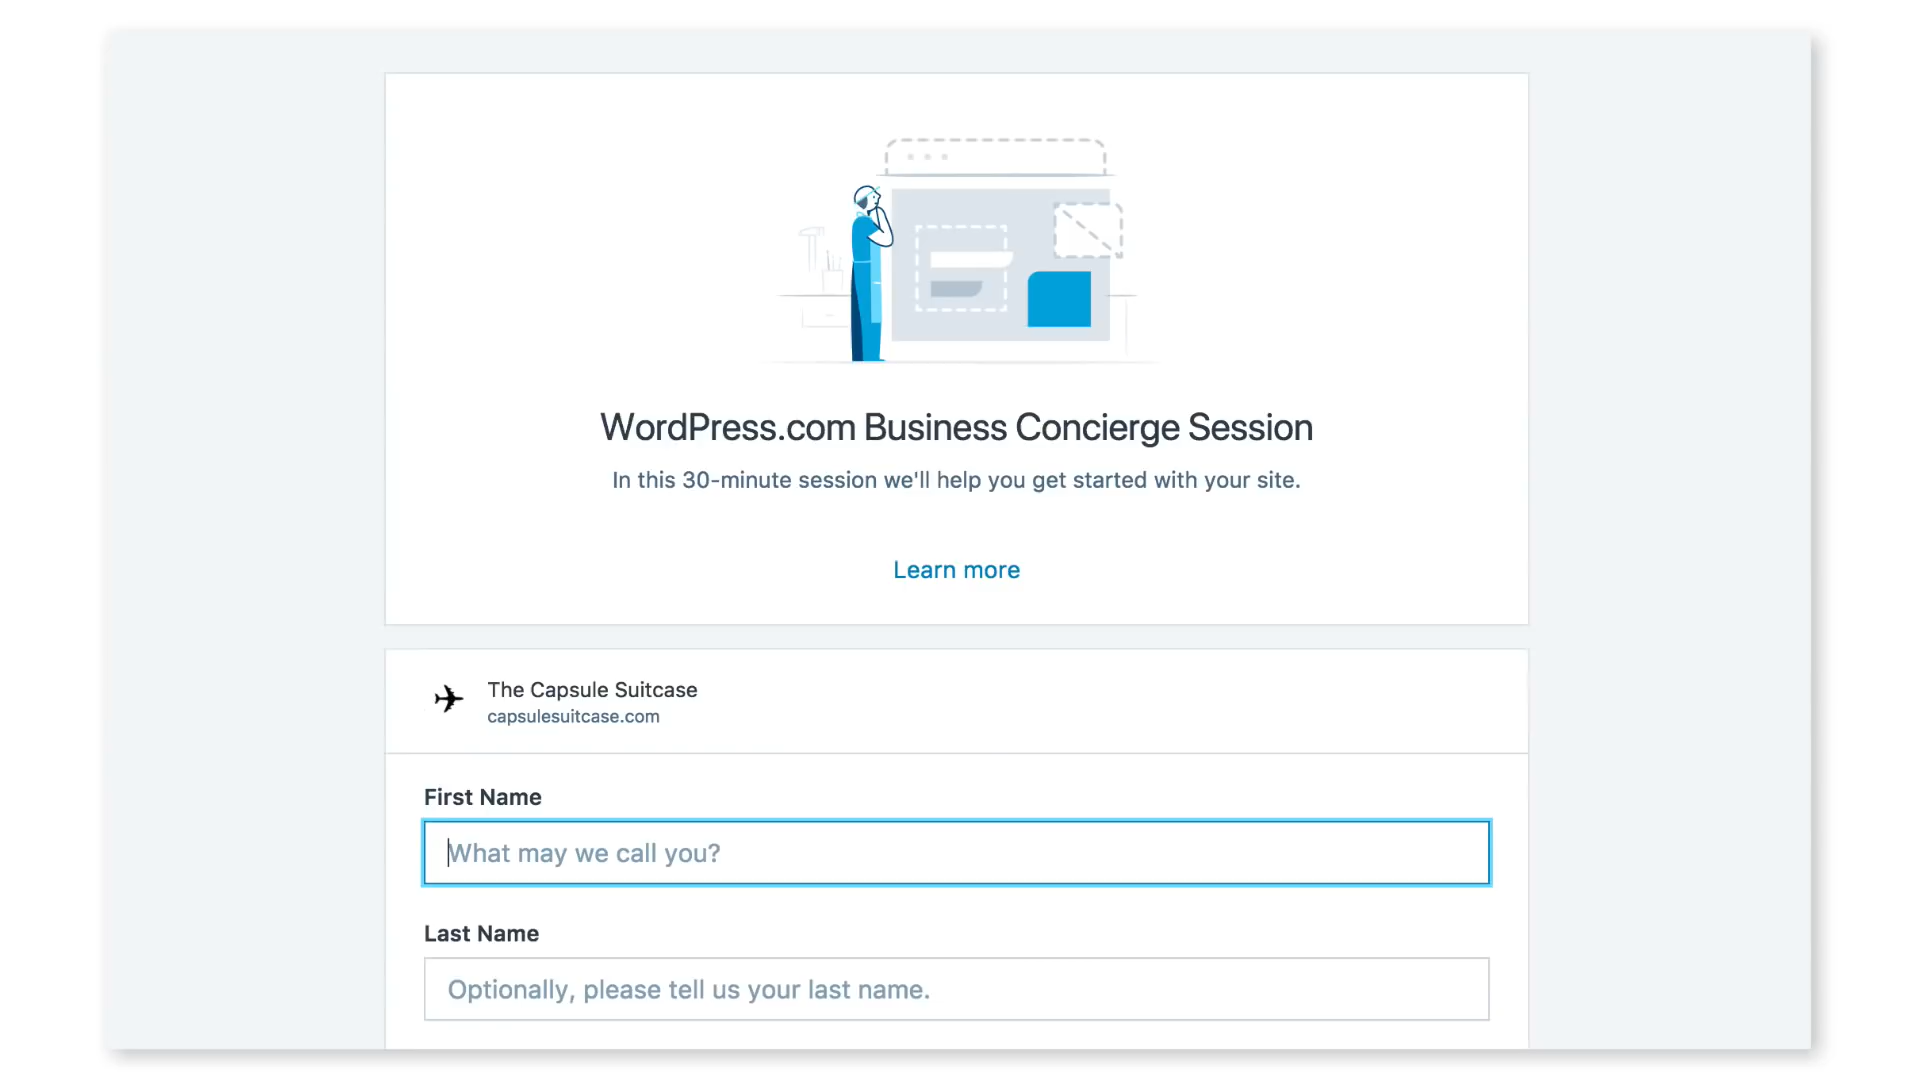 WordPress.com Business Concierge Session
In this 30-minute session we'll help you get started with your site.
Learn more
The Capsule Suitcase
capsulesuitcase.com
First Name
What may we call you?
Last Name
Optionally, please tell us your last name.